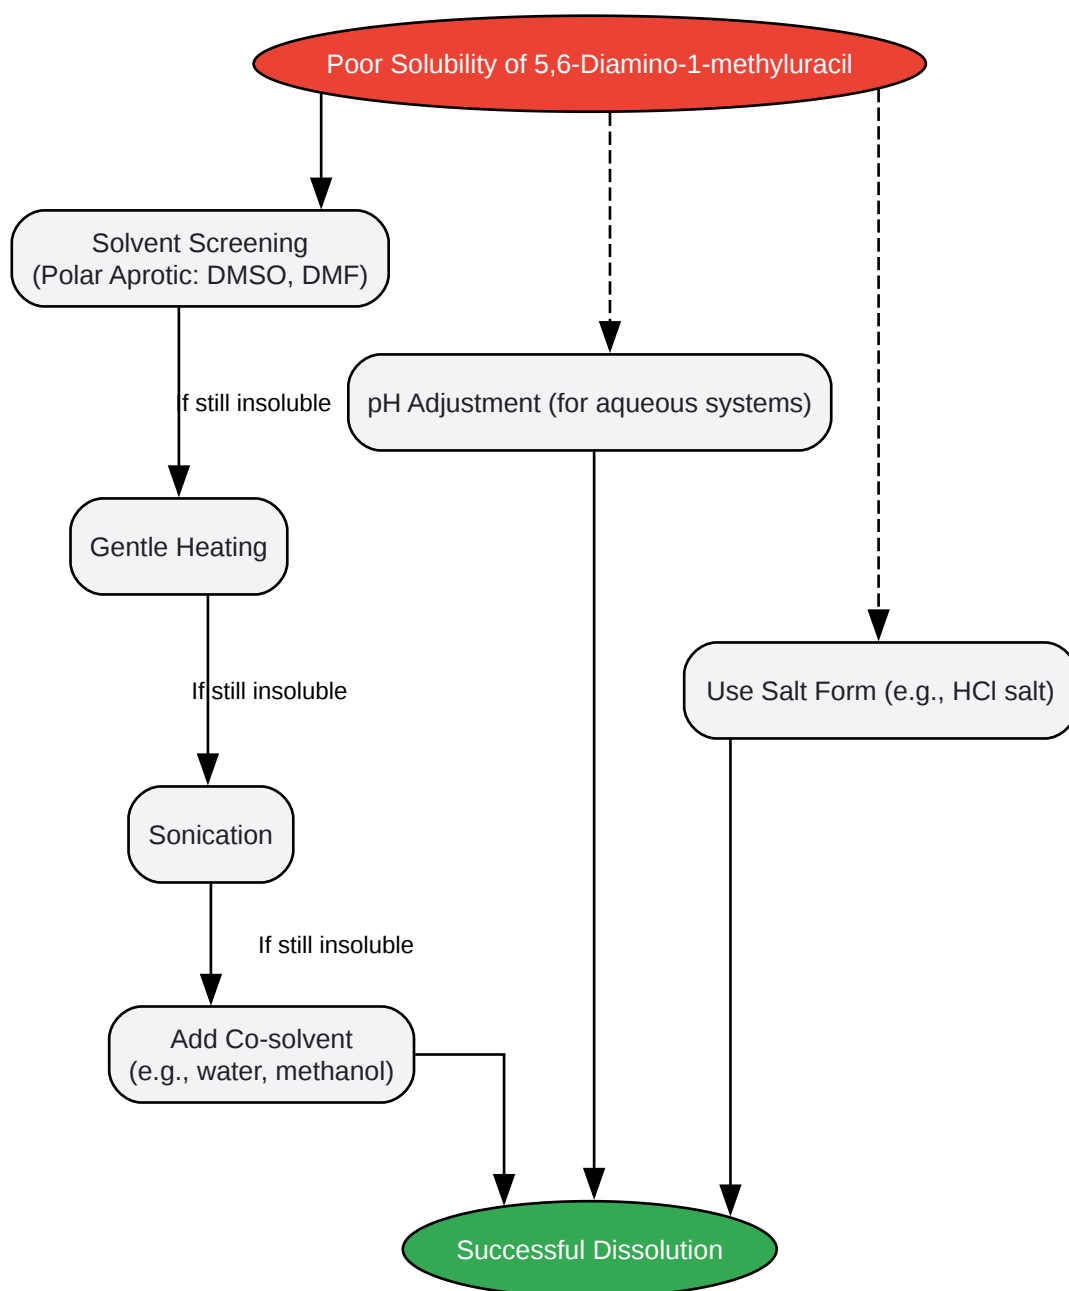 Poor Solubility of 5,6-Diamino-1-methyluracil
Solvent Screening
(Polar Aprotic: DMSO, DMF)
If still insoluble
pH Adjustment (for aqueous systems)
Gentle Heating
If still insoluble
Use Salt Form (e.g., HCl salt)
Sonication
If still insoluble
Add Co-solvent
(e.g., water, methanol)
Successful Dissolution